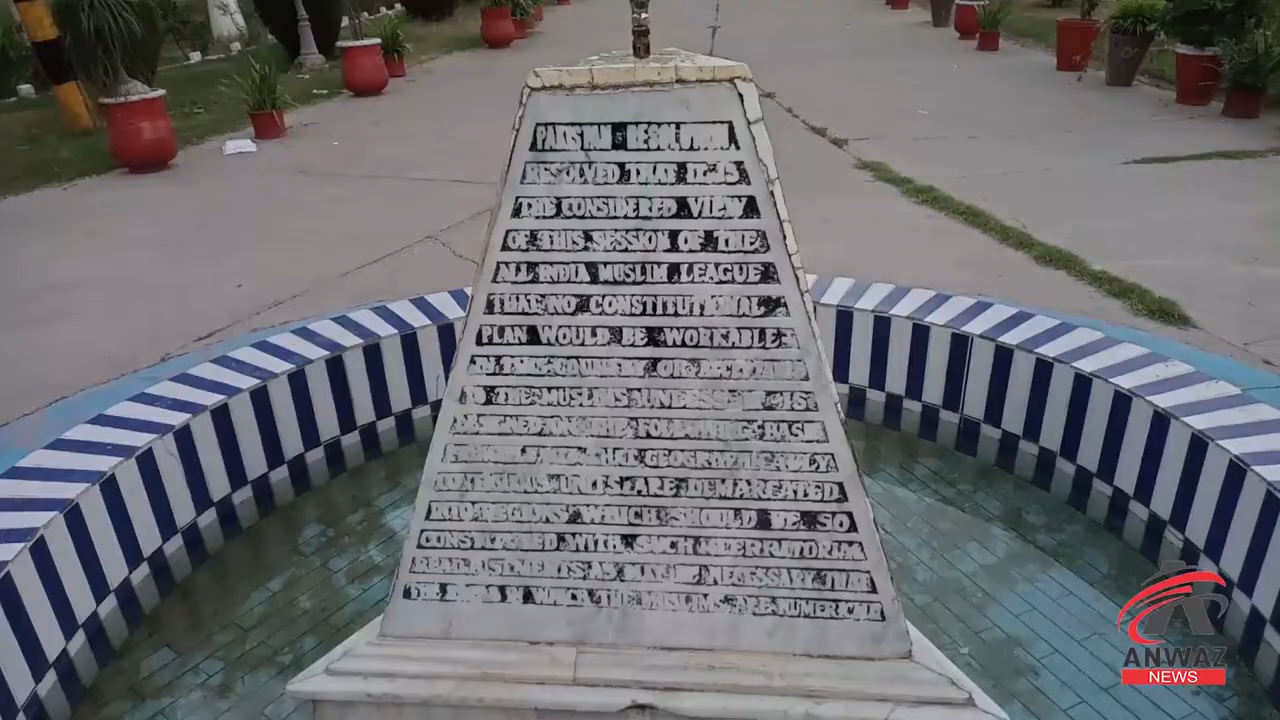 PAKISTAN RESOLUTION
RESOLVED THAT IT IS
THE CONSIDERED VIEW
OF THIS SESSION OF THE
ALL INDIA MUSLIM LEAGUE
THAT NO CONSTITUTIONAL
PLAN WOULD BE WORKABLE
IN THIS COUNTRY OR
TO THE MUSLIMS UNLESS IT IS
DESIGNED ON THE FOLLOWING BASIC
GEOGRAPHICALLY
UNITS ARE DEMARCATED
INTO REGIONS WHICH SHOULD BE SO
CONSTITUTED WITH SUCH TERRITORIAL
READJUSTMENTS AS MAY BE NECESSARY THAT
THE AREAS IN WHICH THE MUSLIMS ARE NUMERICALLY
ANWAZ
NEWS